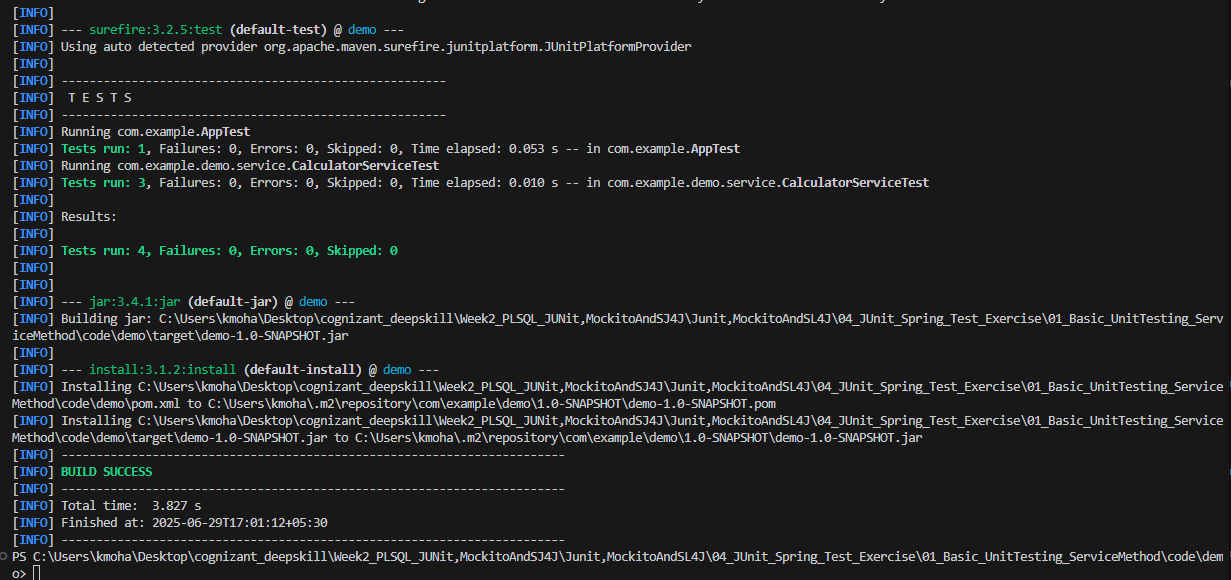 [INFO]
[INFO] --- surefire:3.2.5:test (default-test) @ demo ---
[INFO] Using auto detected provider org.apache.maven.surefire.junitplatform.JUnitPlatformProvider
[INFO]
[INFO] -------------------------------------------------------
[INFO]  T E S T S
[INFO] -------------------------------------------------------
[INFO] Running com.example.AppTest
[INFO] Tests run: 1, Failures: 0, Errors: 0, Skipped: 0, Time elapsed: 0.053 s -- in com.example.AppTest
[INFO] Running com.example.demo.service.CalculatorServiceTest
[INFO] Tests run: 3, Failures: 0, Errors: 0, Skipped: 0, Time elapsed: 0.010 s -- in com.example.demo.service.CalculatorServiceTest
[INFO]
[INFO] Results:
[INFO]
[INFO] Tests run: 4, Failures: 0, Errors: 0, Skipped: 0
[INFO]
[INFO]
[INFO] --- jar:3.4.1:jar (default-jar) @ demo ---
[INFO] Building jar: C:\Users\kmoha\Desktop\cognizant_deepskill\Week2_PLSQL_JUNit,MockitoAndSJ4J\Junit,MockitoAndSL4J\04_JUnit_Spring_Test_Exercise\01_Basic_UnitTesting_Serv
iceMethod\code\demo\target\demo-1.0-SNAPSHOT.jar
[INFO]
[INFO] --- install:3.1.2:install (default-install) @ demo ---
[INFO] Installing C:\Users\kmoha\Desktop\cognizant_deepskill\Week2_PLSQL_JUNit,MockitoAndSJ4J\Junit,MockitoAndSL4J\04_JUnit_Spring_Test_Exercise\01_Basic_UnitTesting_Service
Method\code\demo\pom.xml to C:\Users\kmoha\.m2\repository\com\example\demo\1.0-SNAPSHOT\demo-1.0-SNAPSHOT.pom
[INFO] Installing C:\Users\kmoha\Desktop\cognizant_deepskill\Week2_PLSQL_JUNit,MockitoAndSJ4J\Junit,MockitoAndSL4J\04_JUnit_Spring_Test_Exercise\01_Basic_UnitTesting_Service
Method\code\demo\target\demo-1.0-SNAPSHOT.jar to C:\Users\kmoha\.m2\repository\com\example\demo\1.0-SNAPSHOT\demo-1.0-SNAPSHOT.jar
[INFO] ------------------------------------------------------------------------
[INFO] BUILD SUCCESS
[INFO] ------------------------------------------------------------------------
[INFO] Total time:  3.827 s
[INFO] Finished at: 2025-06-29T17:01:12+05:30
[INFO] ------------------------------------------------------------------------
PS C:\Users\kmoha\Desktop\cognizant_deepskill\Week2_PLSQL_JUNit,MockitoAndSJ4J\Junit,MockitoAndSL4J\04_JUnit_Spring_Test_Exercise\01_Basic_UnitTesting_ServiceMethod\code\dem
o>